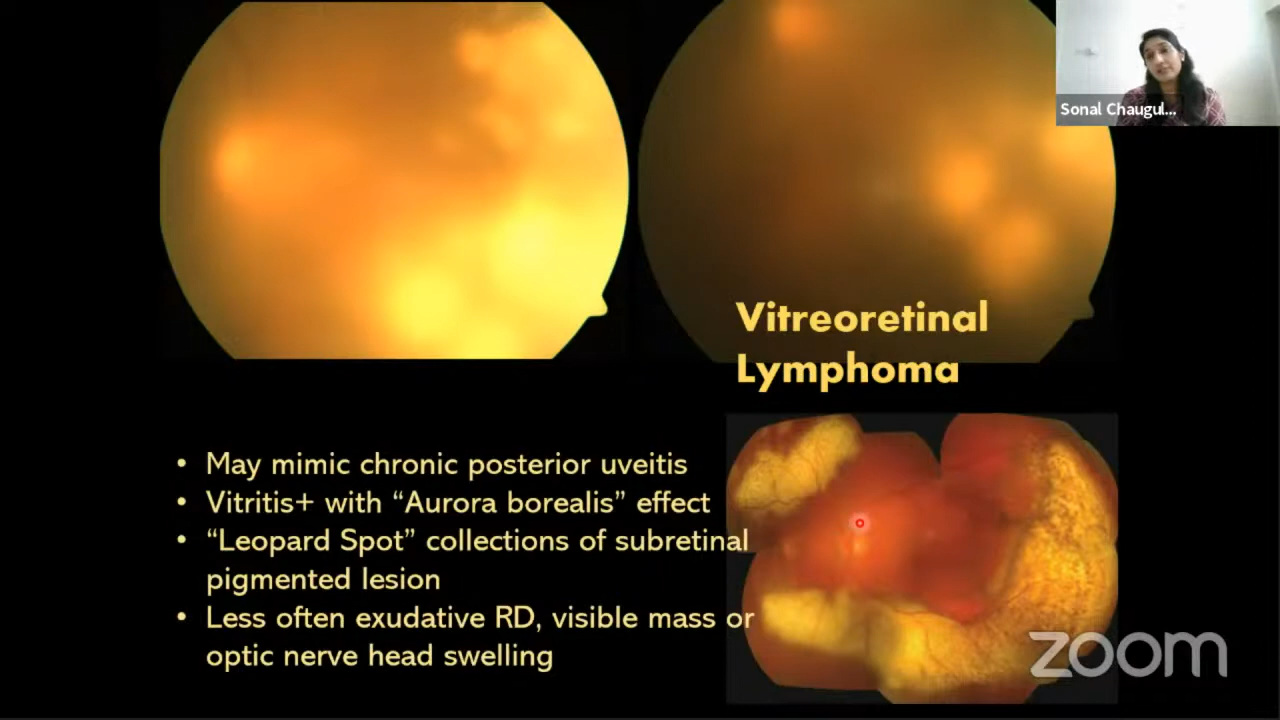 Sonal Chaugul...
Vitreoretinal
Lymphoma
• May mimic chronic posterior uveitis
• Vitritis+ with “Aurora borealis” effect
• “Leopard Spot” collections of subretinal
pigmented lesion
• Less often exudative RD, visible mass or
optic nerve head swelling
zoom